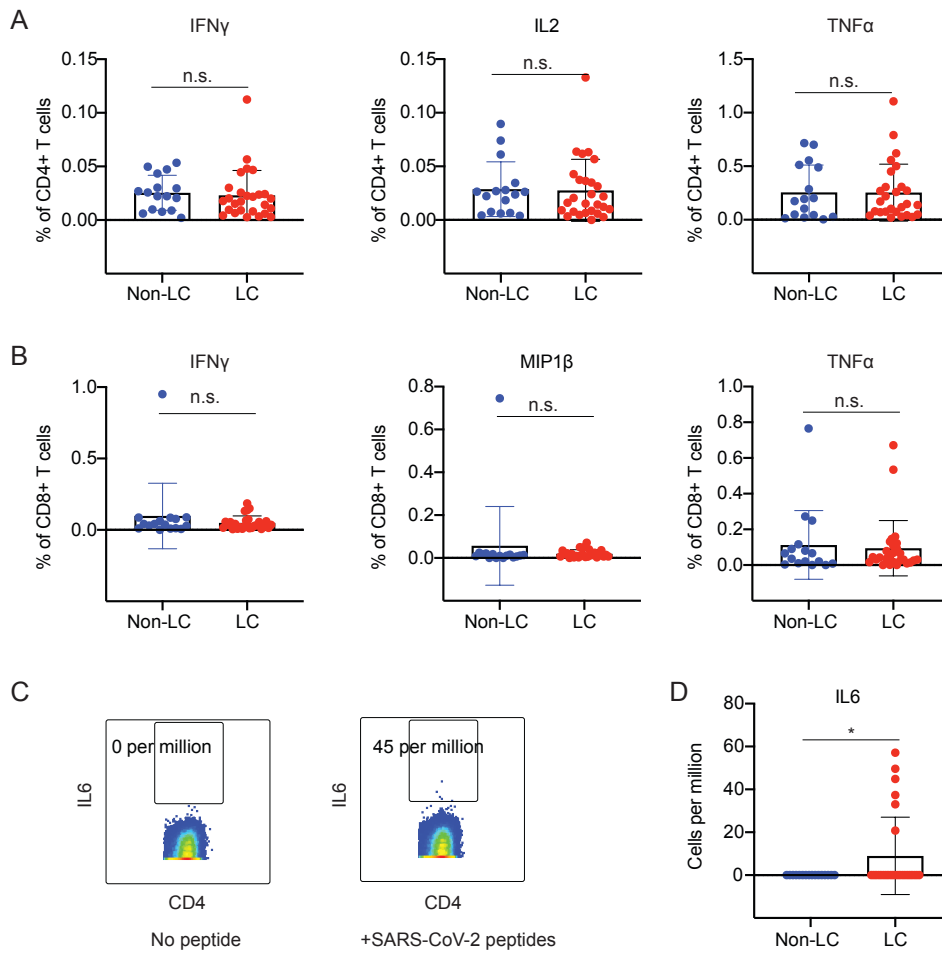 A
IFNγ
IL2
TNFα
% of CD4+ T cells
0.15
0.10
0.05
0.00
n.s.
Non-LC
LC
% of CD4+ T cells
0.15
0.10
0.05
0.00
n.s.
Non-LC
LC
% of CD4+ T cells
1.5
1.0
0.5
0.0
n.s.
Non-LC
LC
B
IFNγ
MIP1β
TNFα
% of CD8+ T cells
1.0
0.5
0.0
n.s.
Non-LC
LC
% of CD8+ T cells
0.8
0.6
0.4
0.2
0.0
n.s.
Non-LC
LC
% of CD8+ T cells
1.0
0.8
0.6
0.4
0.2
0.0
n.s.
Non-LC
LC
C
0 per million
IL6
CD4
No peptide
45 per million
IL6
CD4
+SARS-CoV-2 peptides
D
IL6
Cells per million
80
60
40
20
0
*
Non-LC
LC